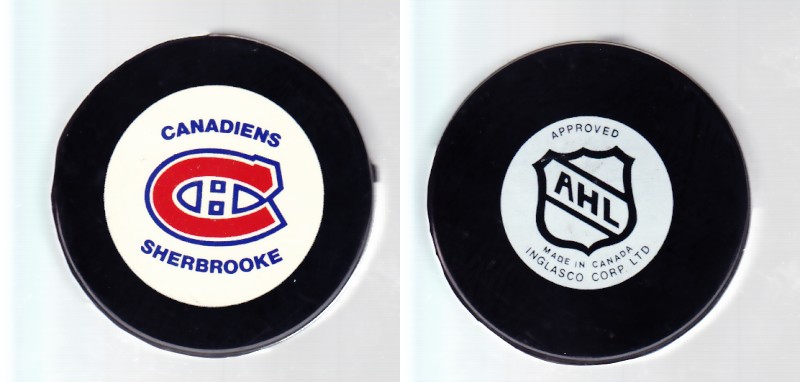 CANADIENS
SHERBROOKE
APPROVED
AHL
MADE IN CANADA
INGLASCO CORP. LTD